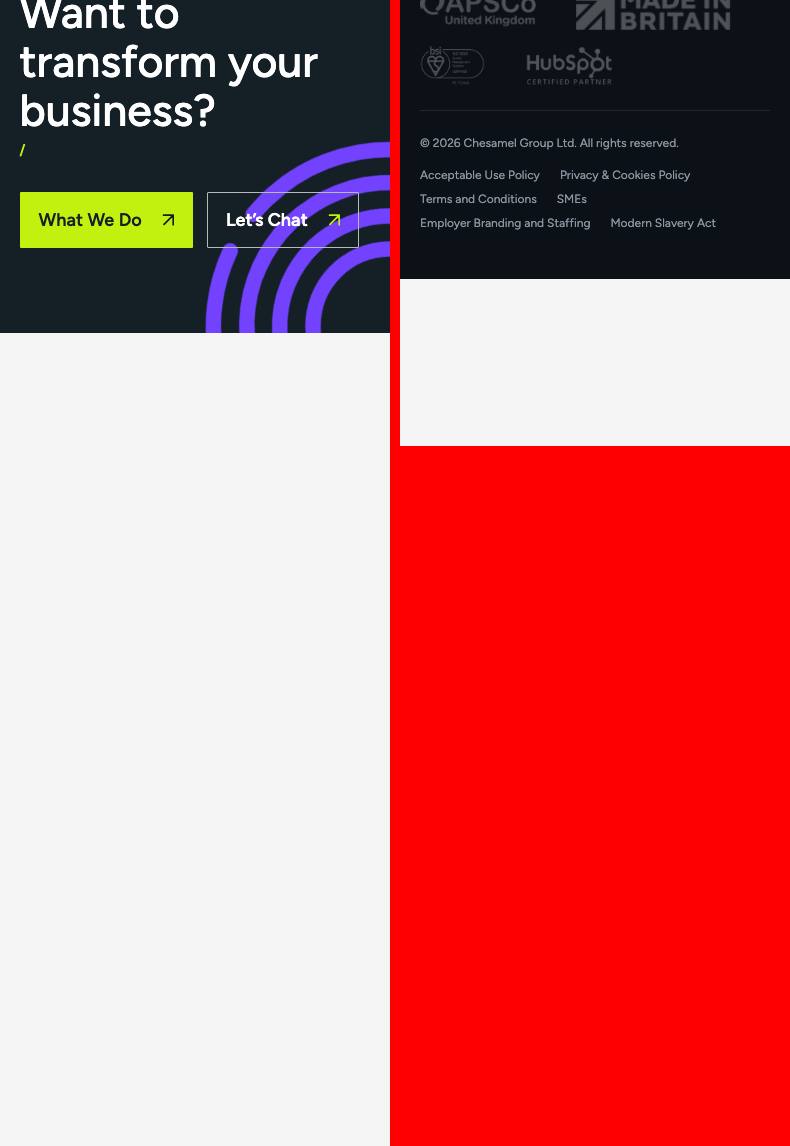 Want to
transform your
business?
/
What We Do
Let's Chat
APSCo
United Kingdom
MADE IN
BRITAIN
bsi
HubSpot
CERTIFIED PARTNER
© 2026 Chesamel Group Ltd. All rights reserved.
Acceptable Use Policy Privacy & Cookies Policy
Terms and Conditions SMEs
Employer Branding and Staffing Modern Slavery Act